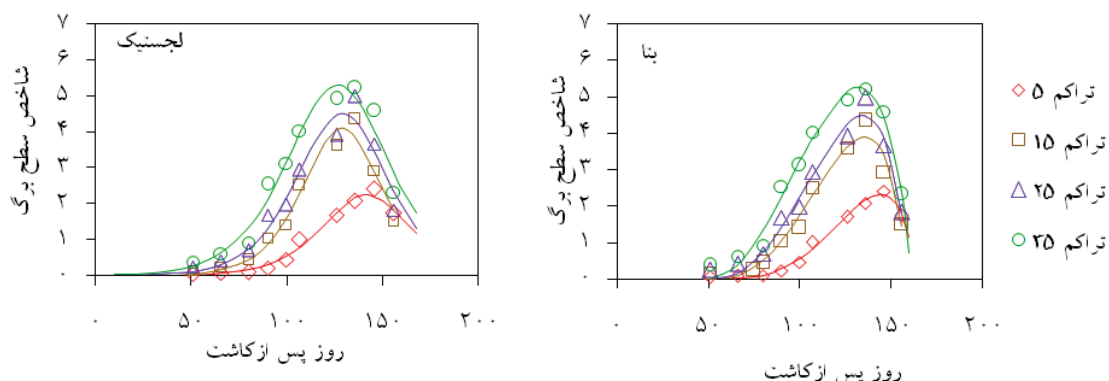 لجسنیک
شاخص سطح برگ
۷
۶
۵
۴
۳
۲
۱
۰
۰ ۵۰ ۱۰۰ ۱۵۰ ۲۰۰
روز پس ازکاشت
بتا
شاخص سطح برگ
۷
۶
۵
۴
۳
۲
۱
۰
۰ ۵۰ ۱۰۰ ۱۵۰ ۲۰۰
روز پس ازکاشت
تراکم ۵
تراکم ۱۵
تراکم ۲۵
تراکم ۳۵